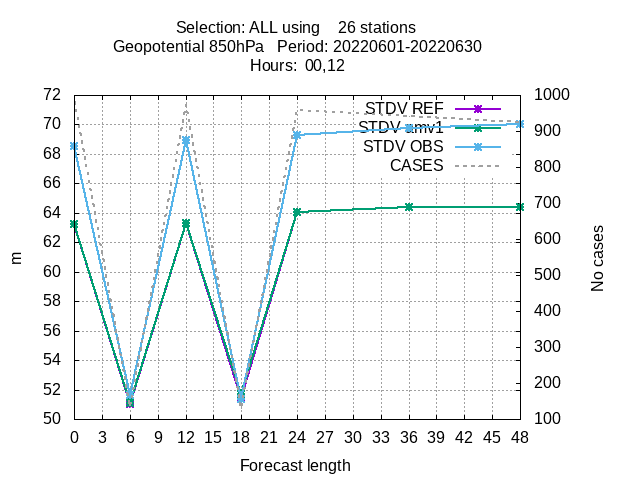 Selection: ALL using    26 stations
Geopotential 850hPa   Period: 20220601-20220630
Hours:  00,12
72
70
68
66
64
62
60
58
56
54
52
50
1000
900
800
700
600
500
400
300
200
100
STDV REF
STDV amv1
STDV OBS
CASES
m
No cases
0 3 6 9 12 15 18 21 24 27 30 33 36 39 42 45 48
Forecast length